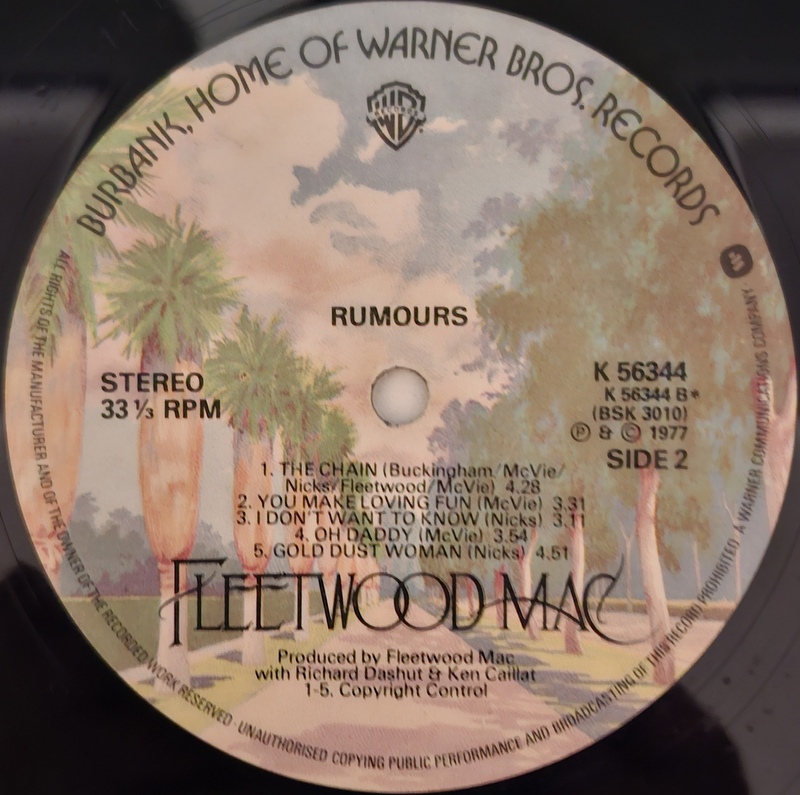 BURBANK, HOME OF WARNER BROS. RECORDS
RECORDS
RUMOURS
STEREO
33 ⅓ RPM
K 56344
K 56344 B*
(BSK 3010)
Ⓟ & © 1977
SIDE 2
1. THE CHAIN (Buckingham/McVie/
Nicks/Fleetwood/McVie) 4.28
2. YOU MAKE LOVING FUN (McVie) 3.31
3. I DON'T WANT TO KNOW (Nicks) 3.11
4. OH DADDY (McVie) 3.54
5. GOLD DUST WOMAN (Nicks) 4.51
FLEETWOOD MAC
Produced by Fleetwood Mac
with Richard Dashut & Ken Caillat
1-5. Copyright Control
ALL RIGHTS OF THE MANUFACTURER AND OF THE OWNER OF THE RECORDED WORK RESERVED · UNAUTHORISED COPYING PUBLIC PERFORMANCE AND BROADCASTING OF THIS RECORD PROHIBITED. A WARNER COMMUNICATIONS COMPANY